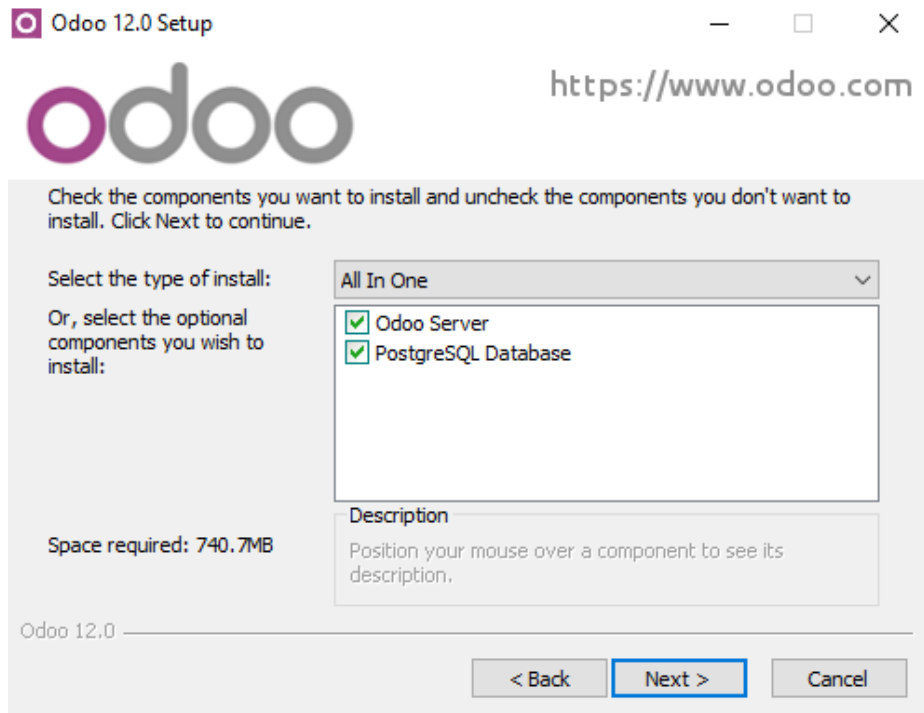 Odoo 12.0 Setup
odoo
https://www.odoo.com
Check the components you want to install and uncheck the components you don't want to
install. Click Next to continue.
Select the type of install:
All In One
Or, select the optional
components you wish to
install:
Odoo Server
PostgreSQL Database
Space required: 740.7MB
Description
Position your mouse over a component to see its
description.
Odoo 12.0
< Back
Next >
Cancel